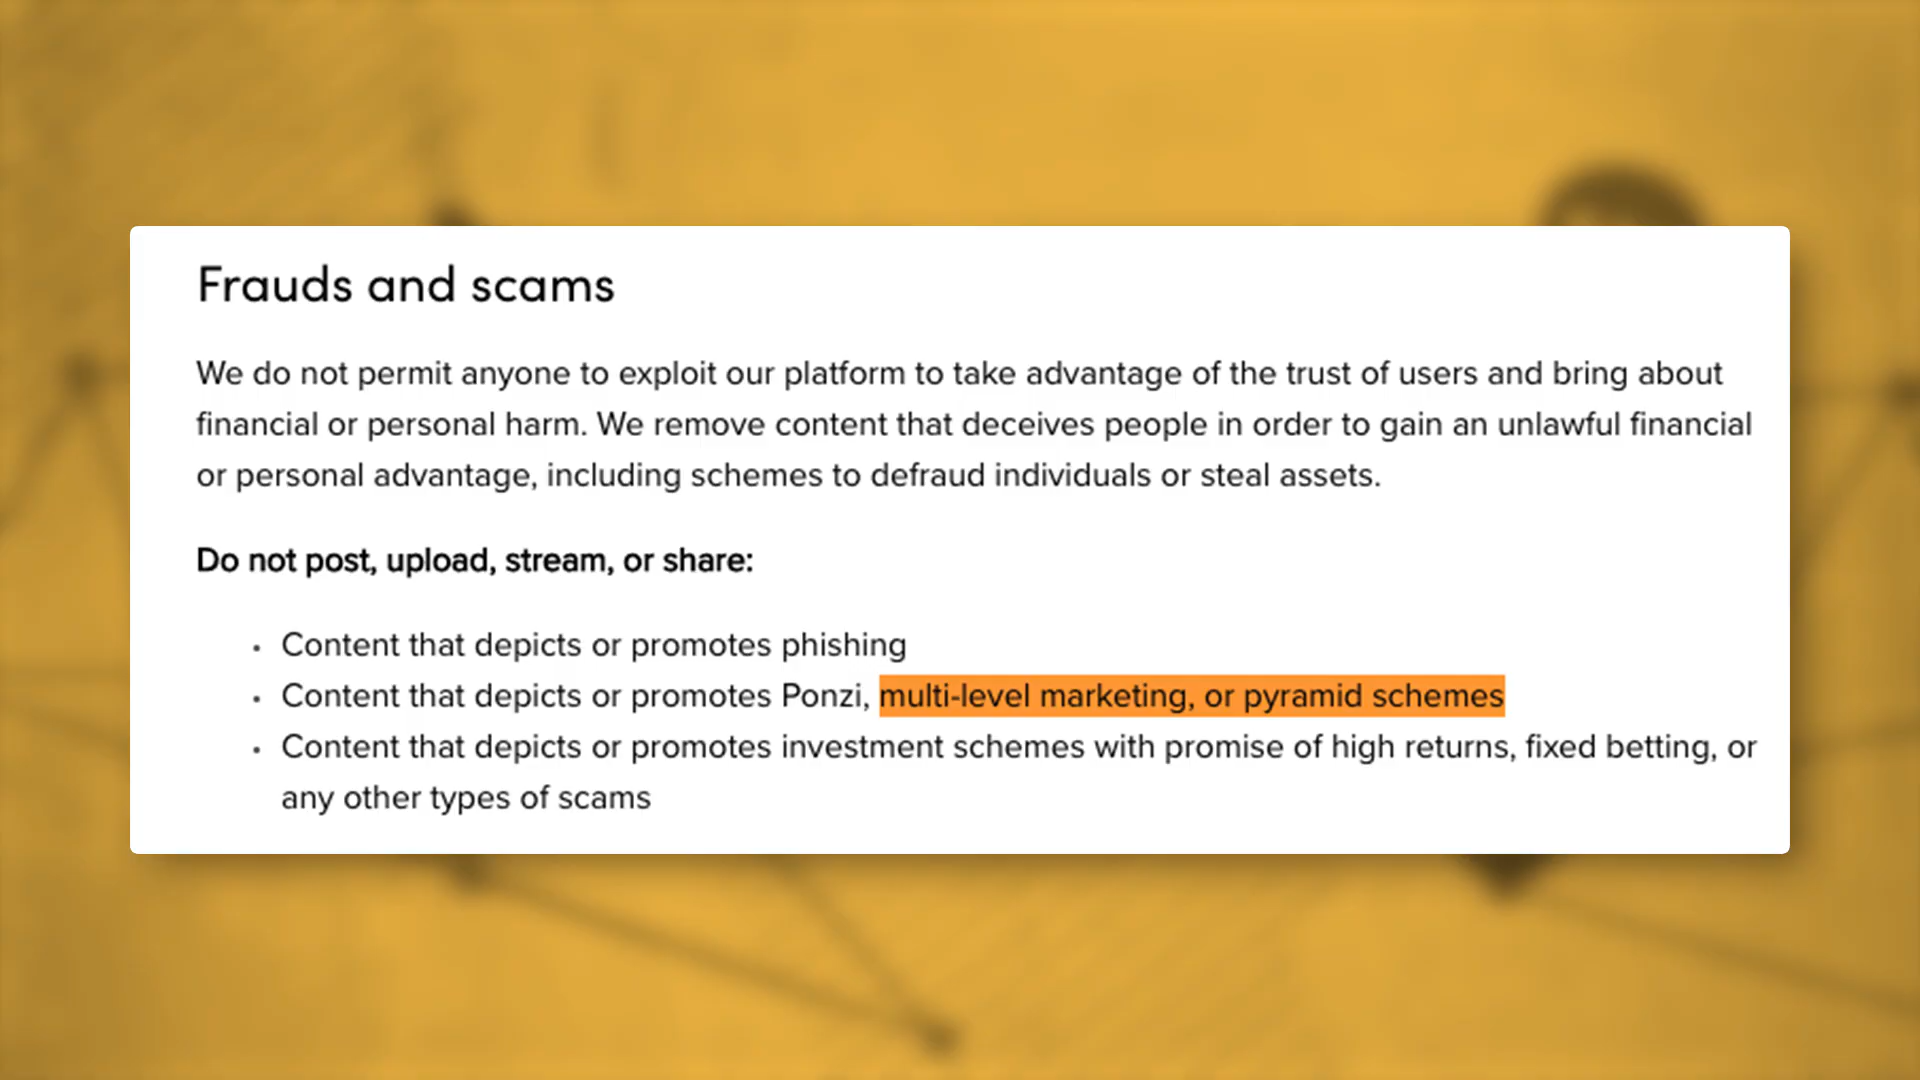 Frauds and scams
We do not permit anyone to exploit our platform to take advantage of the trust of users and bring about
financial or personal harm. We remove content that deceives people in order to gain an unlawful financial
or personal advantage, including schemes to defraud individuals or steal assets.
Do not post, upload, stream, or share:
• Content that depicts or promotes phishing
• Content that depicts or promotes Ponzi, multi-level marketing, or pyramid schemes
• Content that depicts or promotes investment schemes with promise of high returns, fixed betting, or
any other types of scams